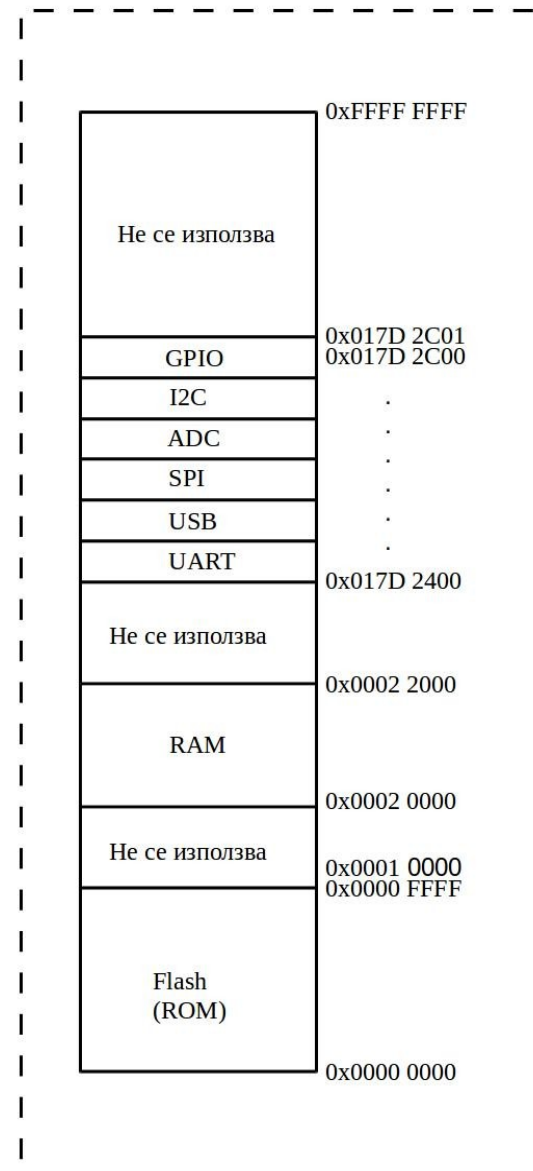 0xFFFF FFFF
Не се използва
0x017D 2C01
GPIO
0x017D 2C00
I2C
.
ADC
.
.
SPI
.
USB
.
.
UART
0x017D 2400
Не се използва
0x0002 2000
RAM
0x0002 0000
Не се използва
0x0001 0000
0x0000 FFFF
Flash
(ROM)
0x0000 0000